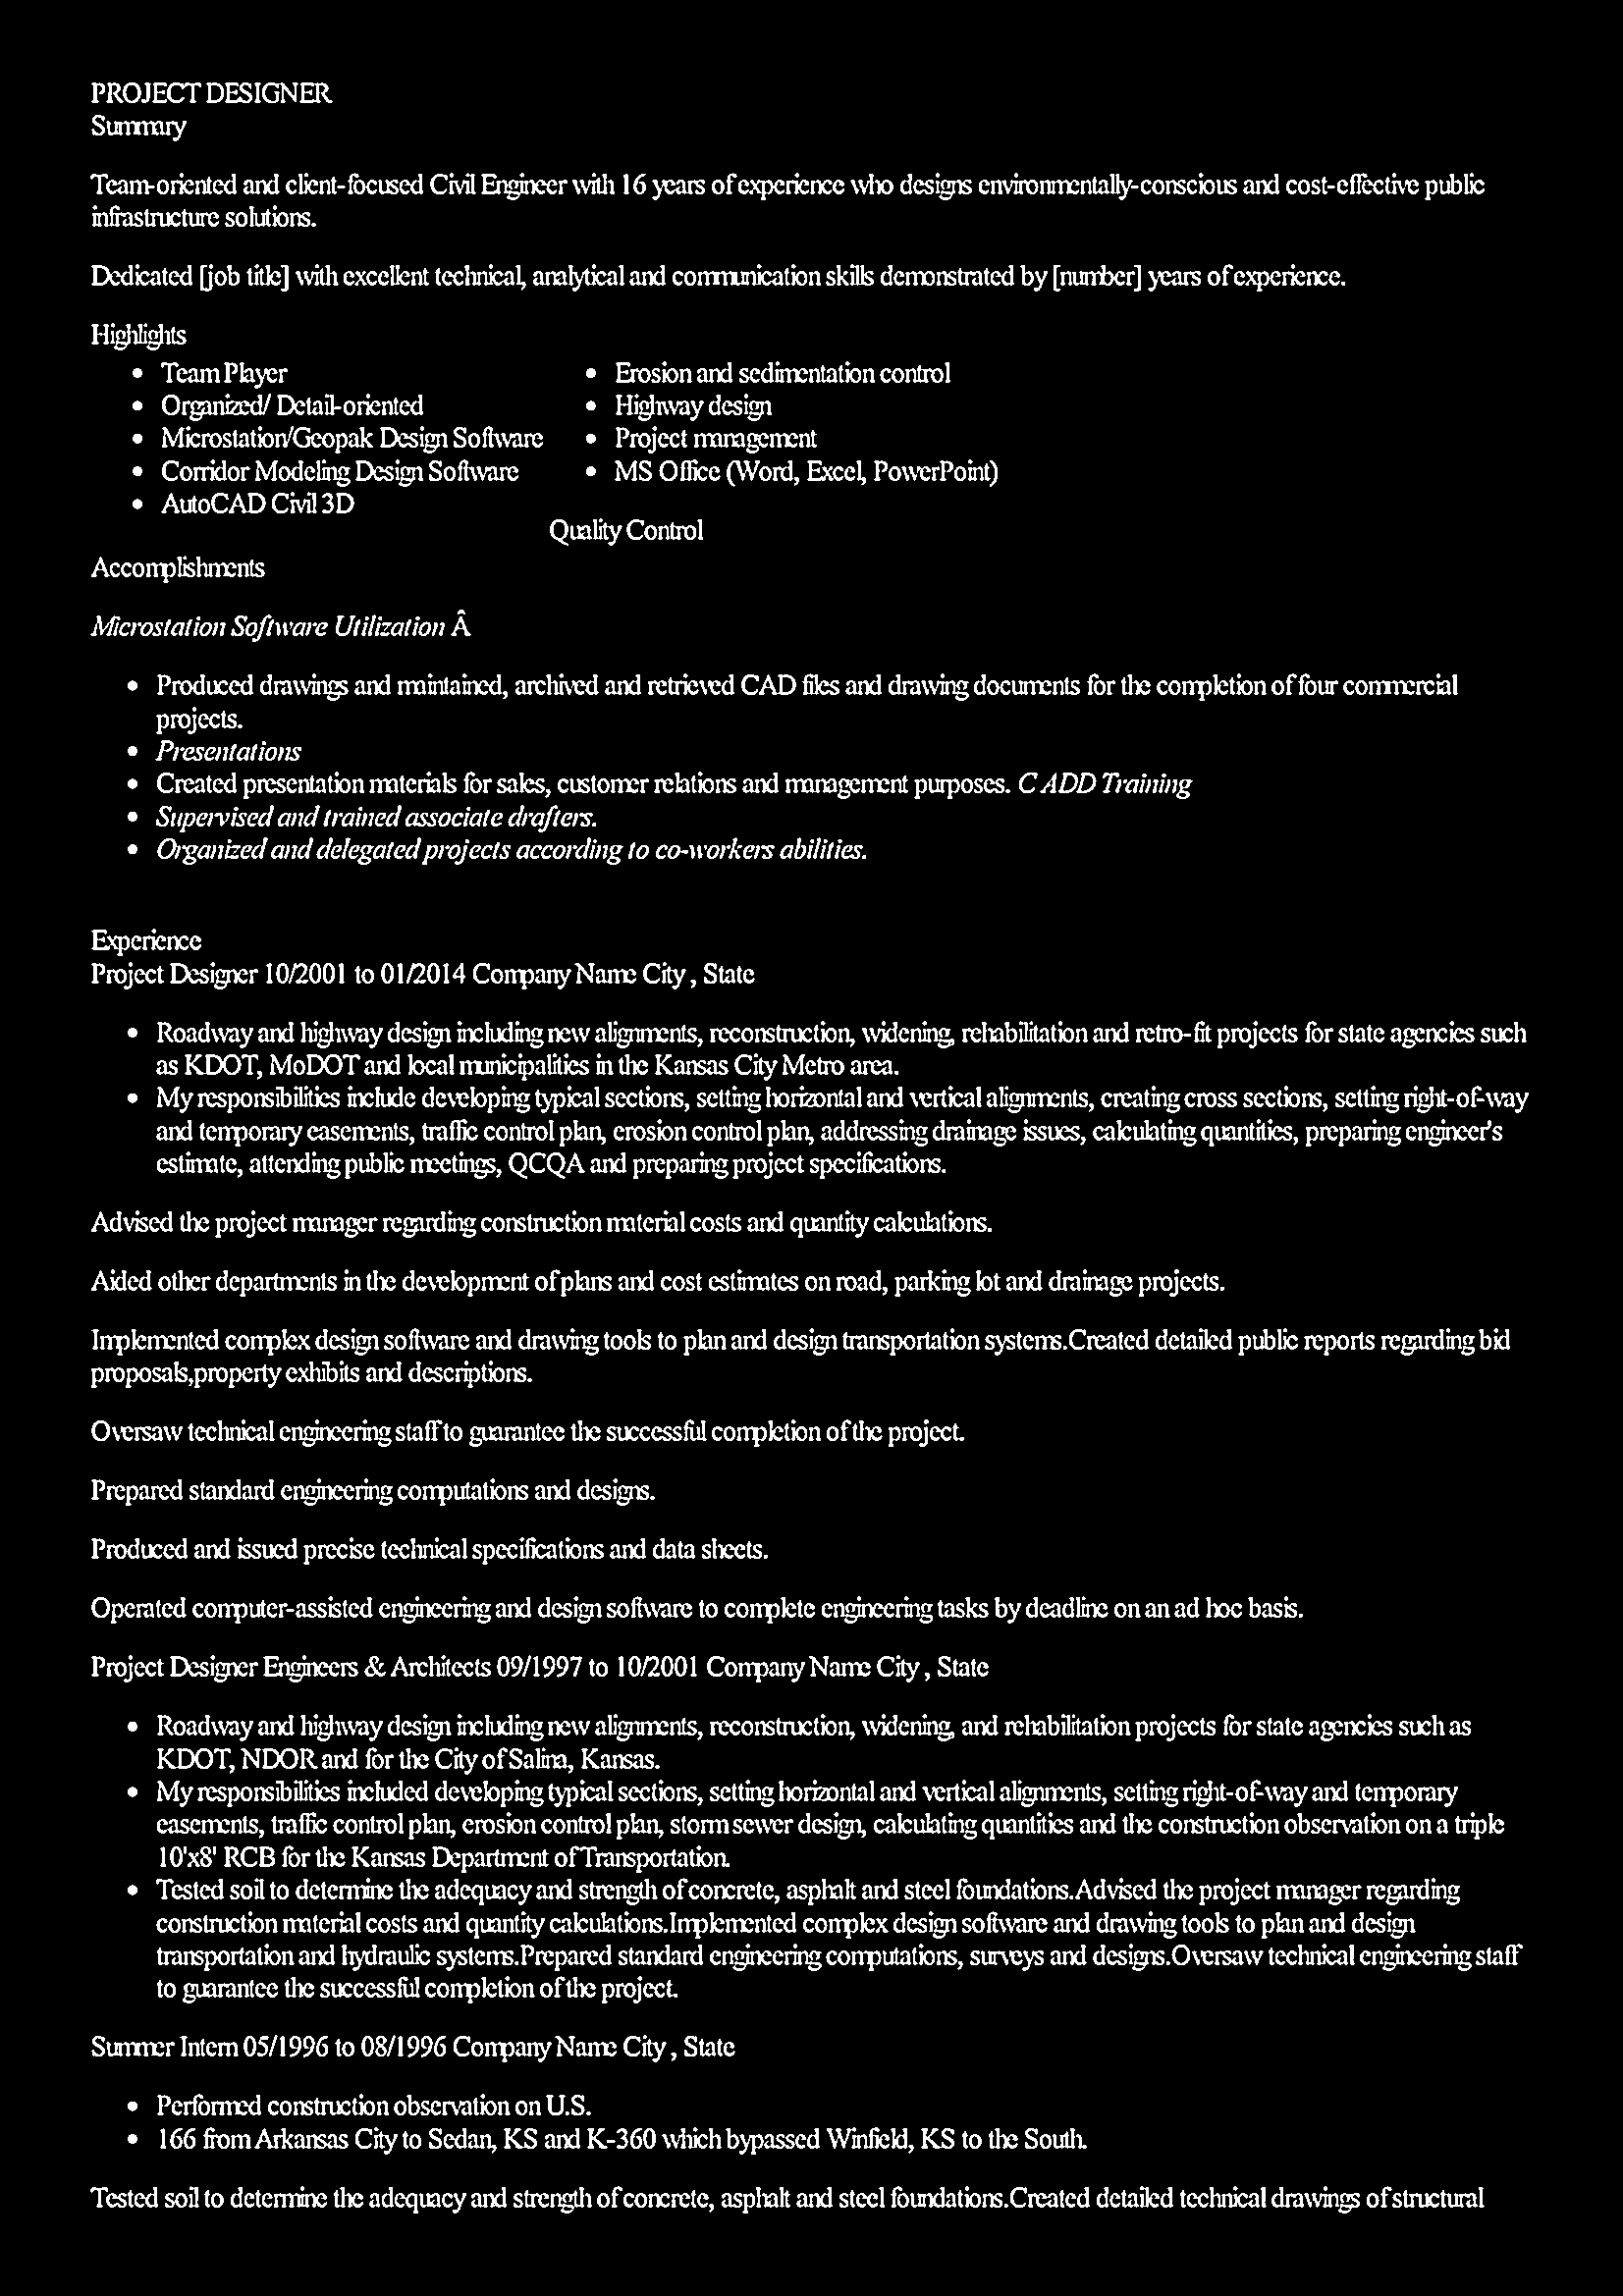 PROJECT DESIGNER
Summary
Team-oriented and client-focused Civil Engineer with 16 years of experience who designs environmentally-conscious and cost-effective public
infrastructure solutions.
Dedicated [job title] with excellent technical, analytical and communication skills demonstrated by [number] years of experience.
Highlights
• Team Player
• Organized/ Detail-oriented
• Microstation/Geopak Design Software
• Corridor Modeling Design Software
• AutoCAD Civil 3D
• Erosion and sedimentation control
• Highway design
• Project management
• MS Office (Word, Excel, PowerPoint)
Quality Control
Accomplishments
Microstation Software Utilization Â
• Produced drawings and maintained, archived and retrieved CAD files and drawing documents for the completion of four commercial
projects.
• Presentations
• Created presentation materials for sales, customer relations and management purposes. C ADD Training
• Supervised and trained associate drafters.
• Organized and delegated projects according to co-workers abilities.
Experience
Project Designer 10/2001 to 01/2014 Company Name City , State
• Roadway and highway design including new alignments, reconstruction, widening, rehabilitation and retro-fit projects for state agencies such
as KDOT, MoDOT and local municipalities in the Kansas City Metro area.
• My responsibilities include developing typical sections, setting horizontal and vertical alignments, creating cross sections, setting right-of-way
and temporary easements, traffic control plan, erosion control plan, addressing drainage issues, calculating quantities, preparing engineer's
estimate, attending public meetings, QCQA and preparing project specifications.
Advised the project manager regarding construction material costs and quantity calculations.
Aided other departments in the development of plans and cost estimates on road, parking lot and drainage projects.
Implemented complex design software and drawing tools to plan and design transportation systems.Created detailed public reports regarding bid
proposals,property exhibits and descriptions.
Oversaw technical engineering staff to guarantee the successful completion of the project.
Prepared standard engineering computations and designs.
Produced and issued precise technical specifications and data sheets.
Operated computer-assisted engineering and design software to complete engineering tasks by deadline on an ad hoc basis.
Project Designer Engineers & Architects 09/1997 to 10/2001 Company Name City , State
• Roadway and highway design including new alignments, reconstruction, widening, and rehabilitation projects for state agencies such as
KDOT, NDOR and for the City of Salina, Kansas.
• My responsibilities included developing typical sections, setting horizontal and vertical alignments, setting right-of-way and temporary
easements, traffic control plan, erosion control plan, storm sewer design, calculating quantities and the construction observation on a triple
10'x8' RCB for the Kansas Department of Transportation.
• Tested soil to determine the adequacy and strength of concrete, asphalt and steel foundations.Advised the project manager regarding
construction material costs and quantity calculations.Implemented complex design software and drawing tools to plan and design
transportation and hydraulic systems.Prepared standard engineering computations, surveys and designs.Oversaw technical engineering staff
to guarantee the successful completion of the project.
Summer Intern 05/1996 to 08/1996 Company Name City , State
• Performed construction observation on U.S.
• 166 from Arkansas City to Sedan, KS and K-360 which bypassed Winfield, KS to the South.
Tested soil to determine the adequacy and strength of concrete, asphalt and steel foundations.Created detailed technical drawings of structural